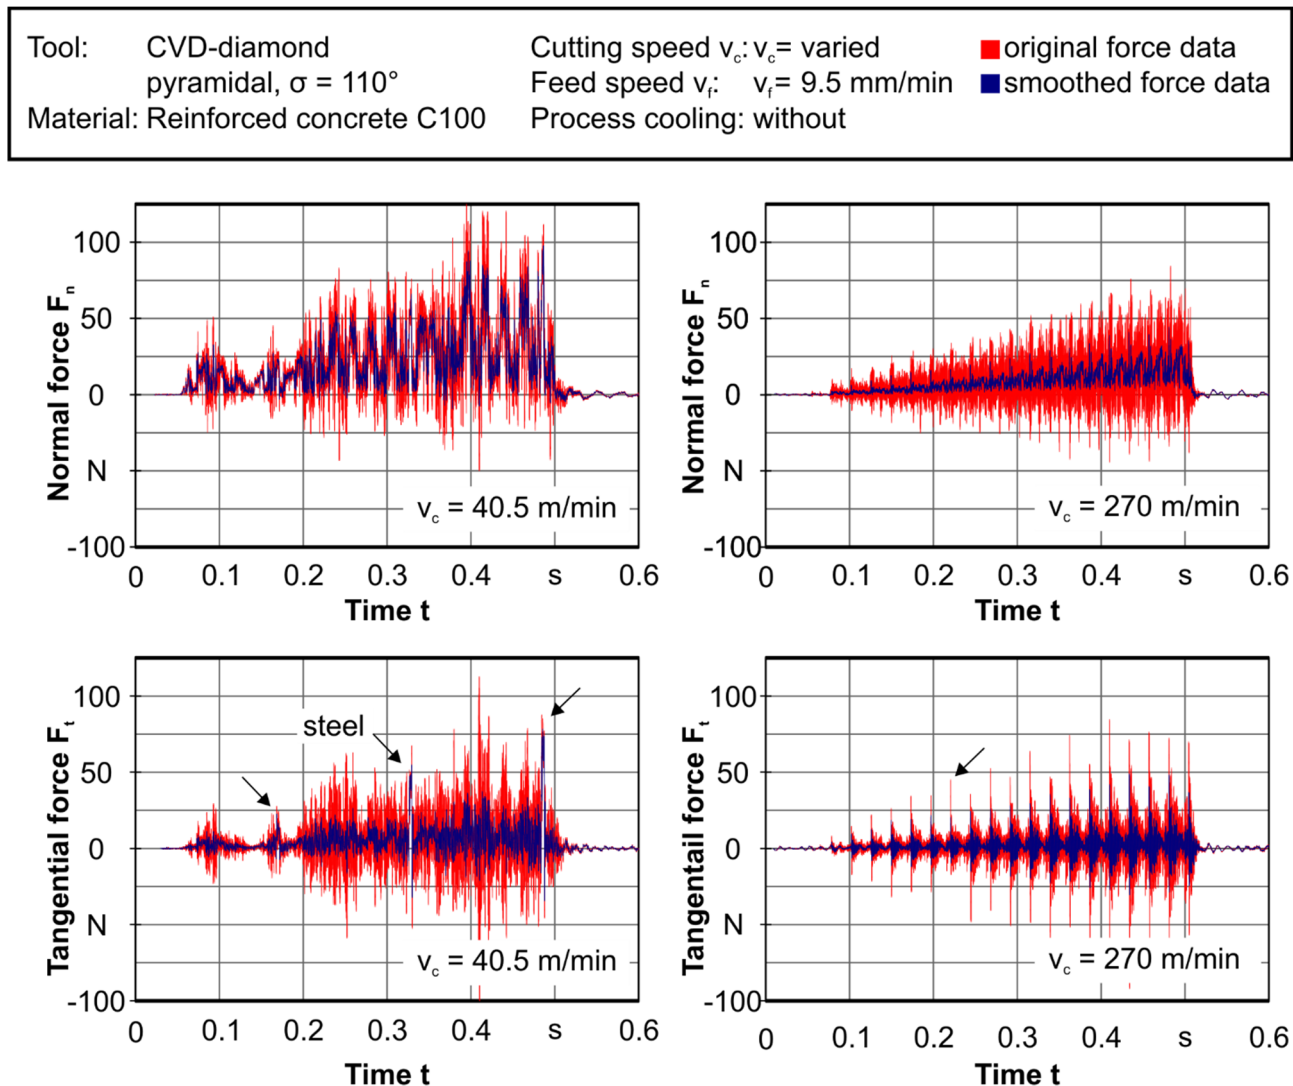 Tool: CVD-diamond Cutting speed vc: vc= varied original force data
pyramidal, σ = 110° Feed speed vf: vf= 9.5 mm/min smoothed force data
Material: Reinforced concrete C100 Process cooling: without
Normal force Fn
100
50
0
N
-100
vc = 40.5 m/min
0 0.1 0.2 0.3 0.4 s 0.6
Time t
Normal force Fn
100
50
0
N
-100
vc = 270 m/min
0 0.1 0.2 0.3 0.4 s 0.6
Time t
Tangential force Ft
100
50
0
N
-100
steel
vc = 40.5 m/min
0 0.1 0.2 0.3 0.4 s 0.6
Time t
Tangentail force Ft
100
50
0
N
-100
vc = 270 m/min
0 0.1 0.2 0.3 0.4 s 0.6
Time t